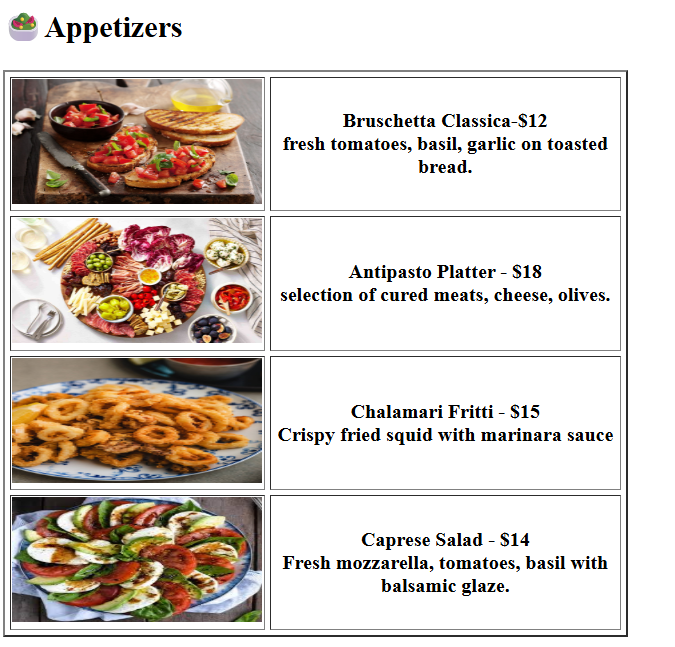 Appetizers
Bruschetta Classica-$12
fresh tomatoes, basil, garlic on toasted
bread.
Antipasto Platter - $18
selection of cured meats, cheese, olives.
Chalamari Fritti - $15
Crispy fried squid with marinara sauce
Caprese Salad - $14
Fresh mozzarella, tomatoes, basil with
balsamic glaze.